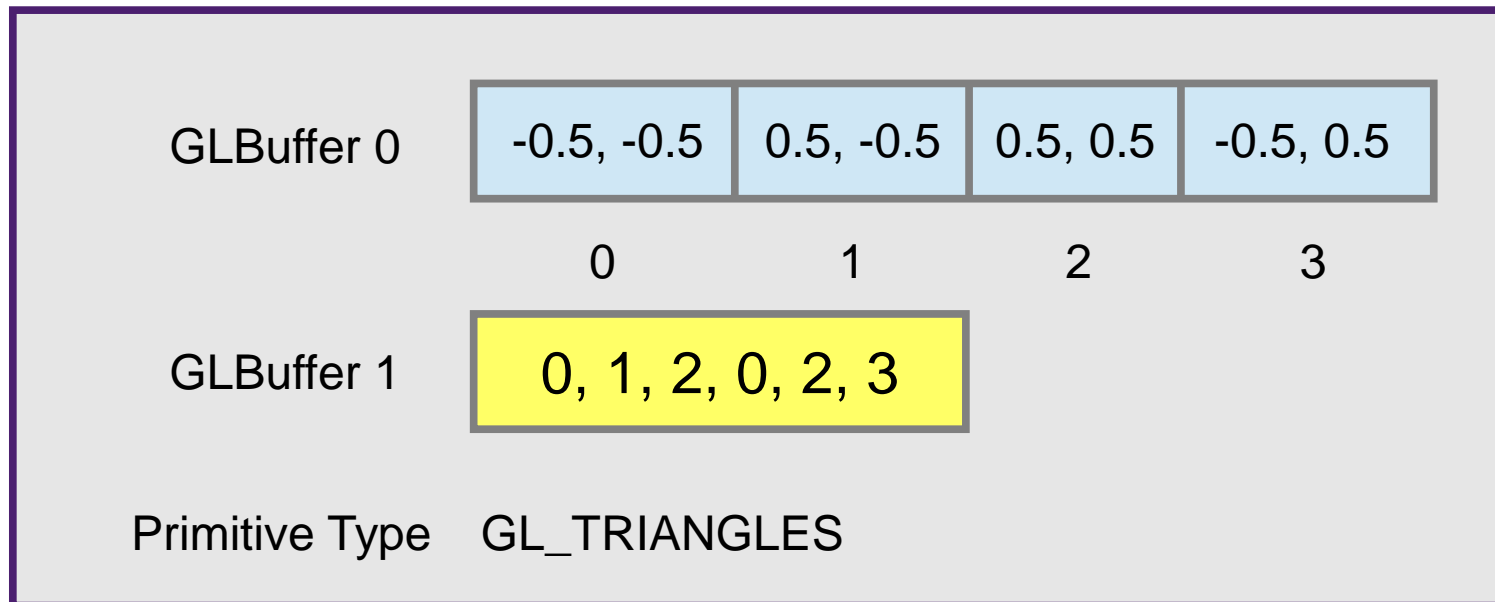 GLBuffer 0 -0.5, -0.5 0.5, -0.5 0.5, 0.5 -0.5, 0.5
0 1 2 3
GLBuffer 1 0, 1, 2, 0, 2, 3
Primitive Type GL_TRIANGLES